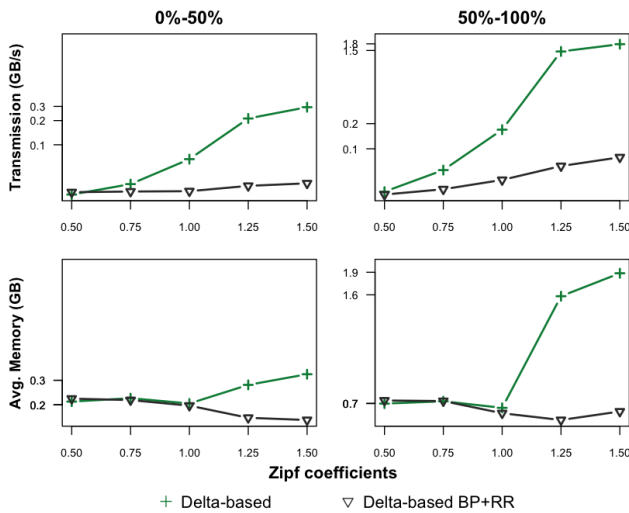 0%-50%
50%-100%
Transmission (GB/s)
0.3
0.2
0.1
1.8
1.5
0.2
0.1
0.50 0.75 1.00 1.25 1.50
0.50 0.75 1.00 1.25 1.50
Avg. Memory (GB)
0.3
0.2
1.9
1.6
0.7
0.50 0.75 1.00 1.25 1.50
0.50 0.75 1.00 1.25 1.50
Zipf coefficients
Delta-based
Delta-based BP+RR